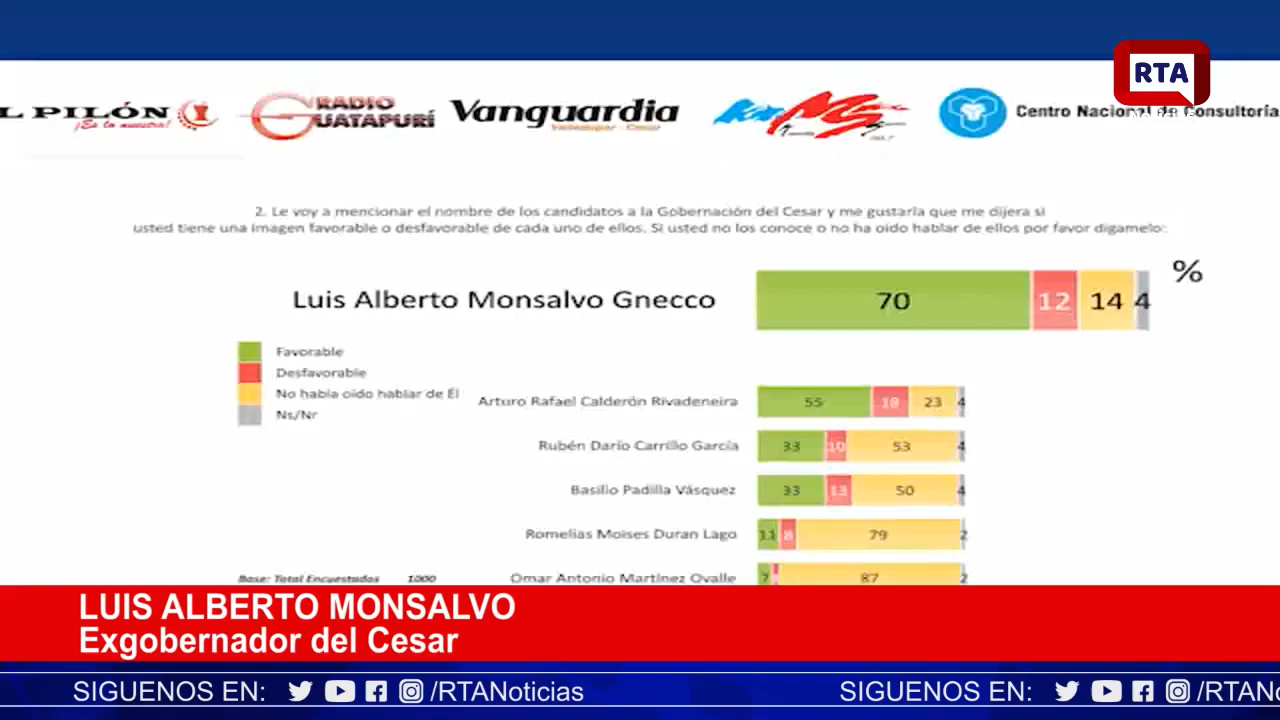 RTA
L PILÓN
¡Es lo nuestro!
RADIO
GUATAPURÍ
Vanguardia
Valledupar - Cesar
Centro Nacional de Consultoría
2. Le voy a mencionar el nombre de los candidatos a la Gobernación del Cesar y me gustaría que me dijera si
usted tiene una imagen favorable o desfavorable de cada uno de ellos. Si usted no los conoce o no ha oido hablar de ellos por favor digamelo:
%
Luis Alberto Monsalvo Gnecco 70 12 14 4
Favorable
Desfavorable
No había oído hablar de Él
Ns/Nr
Arturo Rafael Calderón Rivadeneira 55 18 23 4
Rubén Darío Carrillo García 33 10 53 4
Basilio Padilla Vásquez 33 13 50 4
Romelias Moises Duran Lago 11 8 79 2
Base: Total Encuestados 1000
Omar Antonio Martínez Ovalle 7 87 2
LUIS ALBERTO MONSALVO
Exgobernador del Cesar
SIGUENOS EN: /RTANoticias SIGUENOS EN: /RTANo